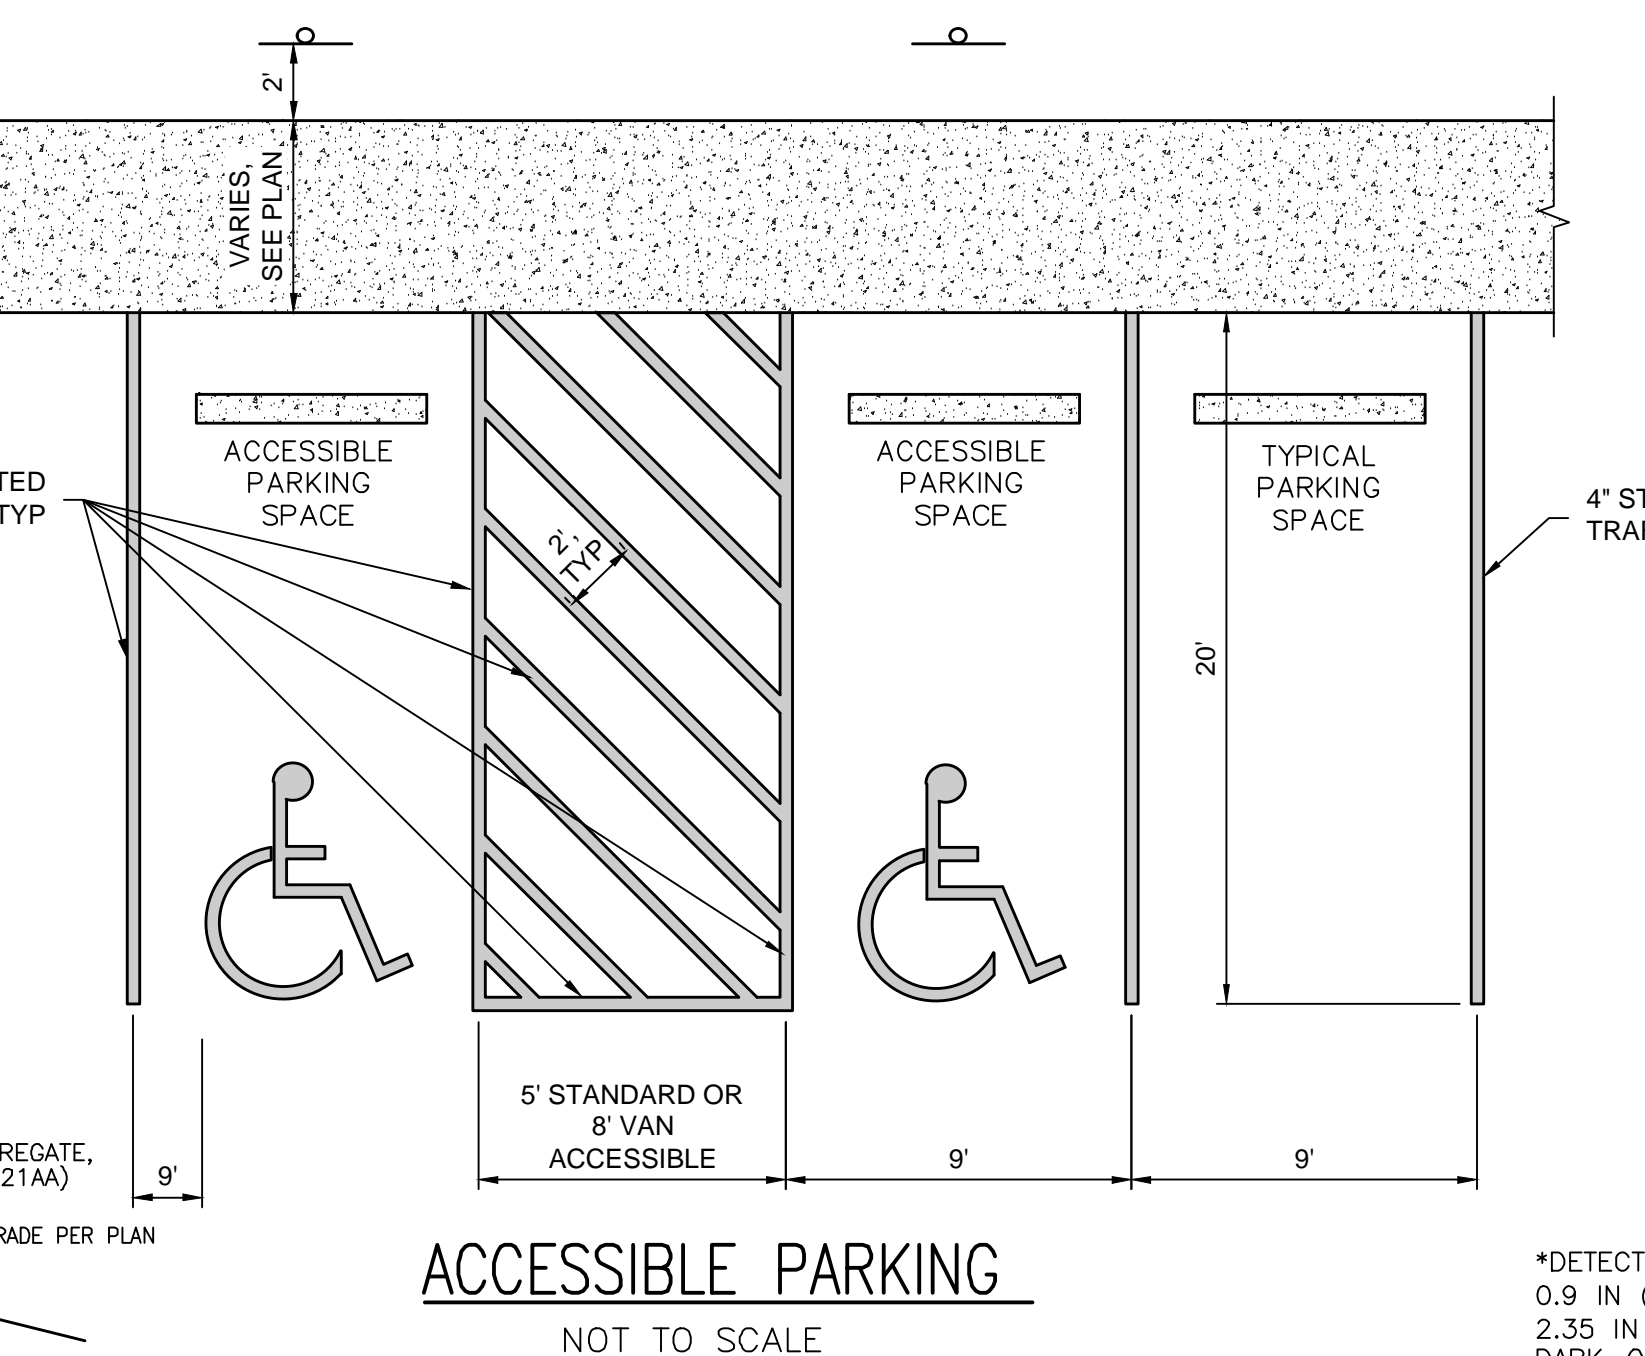 2'
VARIES,
SEE PLAN
ACCESSIBLE
PARKING
SPACE
ACCESSIBLE
PARKING
SPACE
TYPICAL
PARKING
SPACE
TYP
4" ST
2',
TYP
20'
5' STANDARD OR
8' VAN
ACCESSIBLE
9'
9'
9'
REGATE,
21AA)
RADE PER PLAN
ACCESSIBLE PARKING
NOT TO SCALE
*DETECT
0.9 IN (
2.35 IN